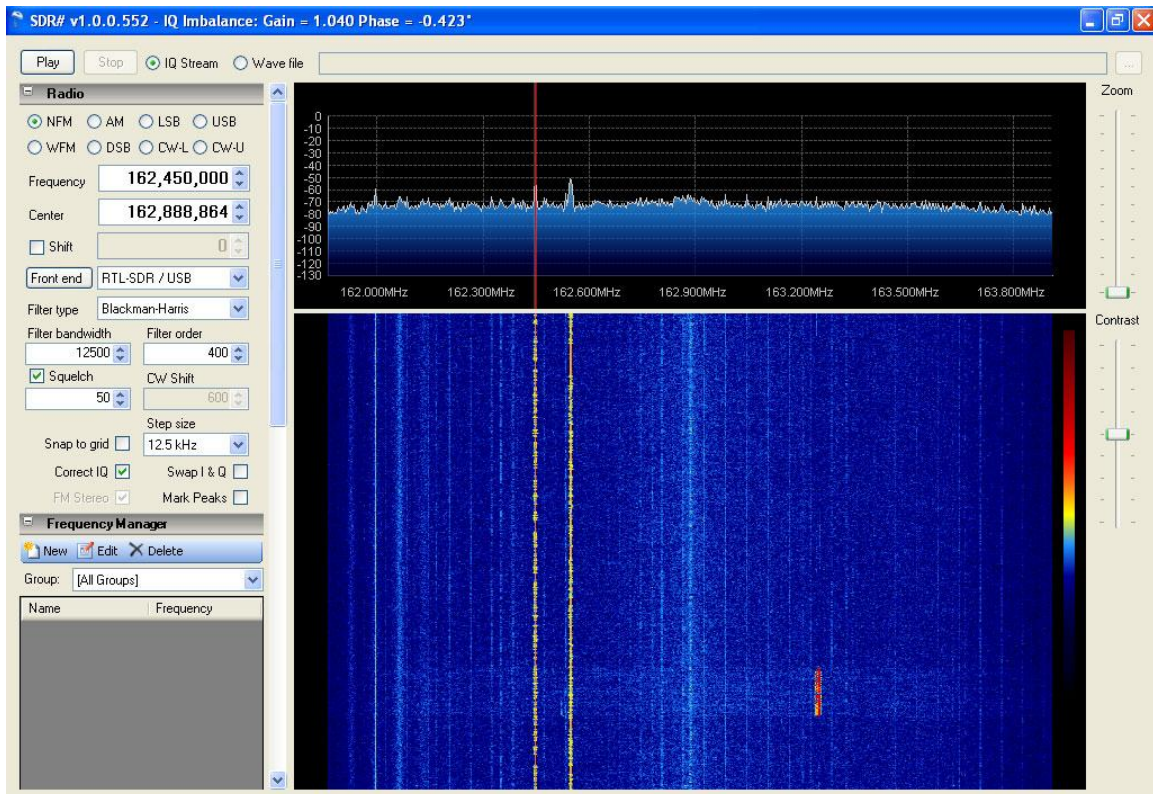 SDR# v1.0.0.552 - IQ Imbalance: Gain = 1.040 Phase = -0.423°
Play Stop IQ Stream Wave file ...
Radio
NFM AM LSB USB
WFM DSB CW-L CW-U
Frequency 162,450,000
Center 162,888,864
Shift 0
Front end RTL-SDR / USB
Filter type Blackman-Harris
Filter bandwidth Filter order
12500 400
Squelch CW Shift
50 600
Step size
Snap to grid 12.5 kHz
Correct IQ Swap I & Q
FM Stereo Mark Peaks
Frequency Manager
New Edit Delete
Group: [All Groups]
Name Frequency
0
-10
-20
-30
-40
-50
-60
-70
-80
-90
-100
-110
-120
-130
162.000MHz 162.300MHz 162.600MHz 162.900MHz 163.200MHz 163.500MHz 163.800MHz
Zoom
Contrast